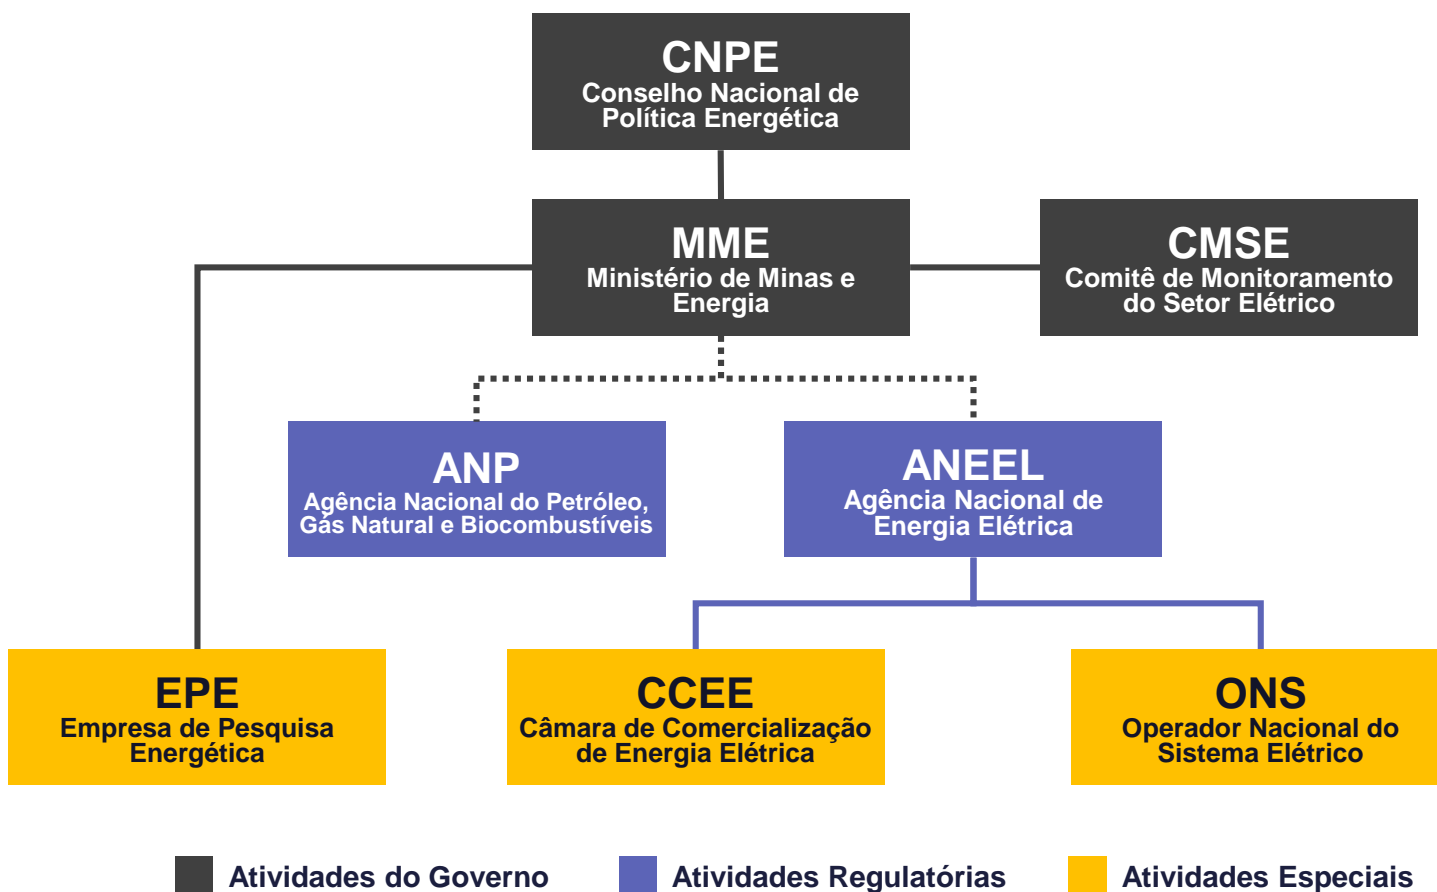 CNPE
Conselho Nacional de
Política Energética
MME
Ministério de Minas e
Energia
CMSE
Comitê de Monitoramento
do Setor Elétrico
ANP
Agência Nacional do Petróleo,
Gás Natural e Biocombustíveis
ANEEL
Agência Nacional de
Energia Elétrica
EPE
Empresa de Pesquisa
Energética
CCEE
Câmara de Comercialização
de Energia Elétrica
ONS
Operador Nacional do
Sistema Elétrico
Atividades do Governo
Atividades Regulatórias
Atividades Especiais